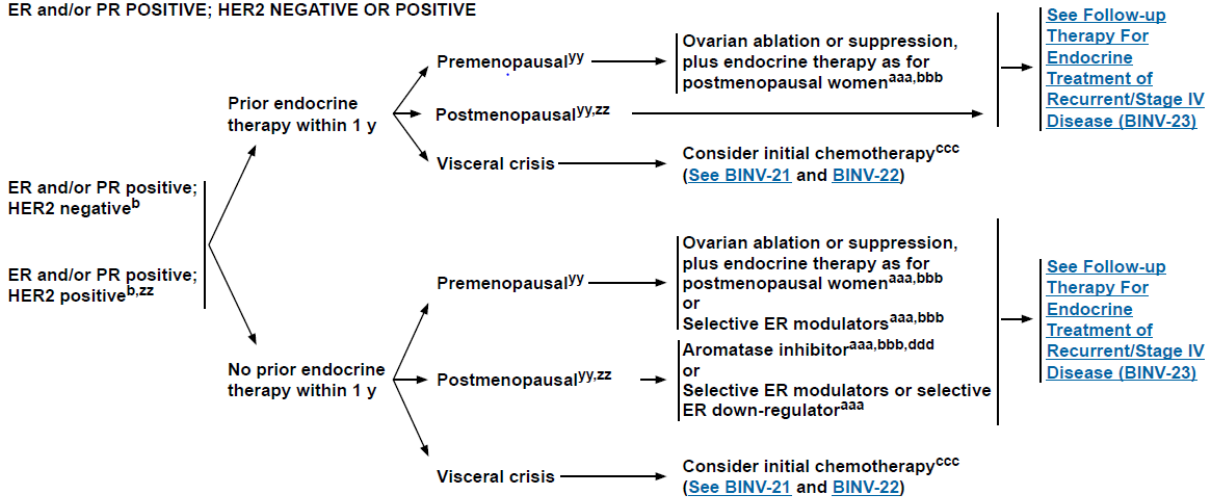 ER and/or PR POSITIVE; HER2 NEGATIVE OR POSITIVE
ER and/or PR positive;
HER2 negativeb
ER and/or PR positive;
HER2 positiveb,zz
Prior endocrine
therapy within 1 y
Premenopausalyy
Ovarian ablation or suppression,
plus endocrine therapy as for
postmenopausal womenaaa,bbb
Postmenopausalyy,zz
Visceral crisis
Consider initial chemotherapyccc
(See BINV-21 and BINV-22)
See Follow-up
Therapy For
Endocrine
Treatment of
Recurrent/Stage IV
Disease (BINV-23)
No prior endocrine
therapy within 1 y
Premenopausalyy
Ovarian ablation or suppression,
plus endocrine therapy as for
postmenopausal womenaaa,bbb
or
Selective ER modulatorsaaa,bbb
Postmenopausalyy,zz
Aromatase inhibitoraaa,bbb,ddd
or
Selective ER modulators or selective
ER down-regulatoraaa
Visceral crisis
Consider initial chemotherapyccc
(See BINV-21 and BINV-22)
See Follow-up
Therapy For
Endocrine
Treatment of
Recurrent/Stage IV
Disease (BINV-23)